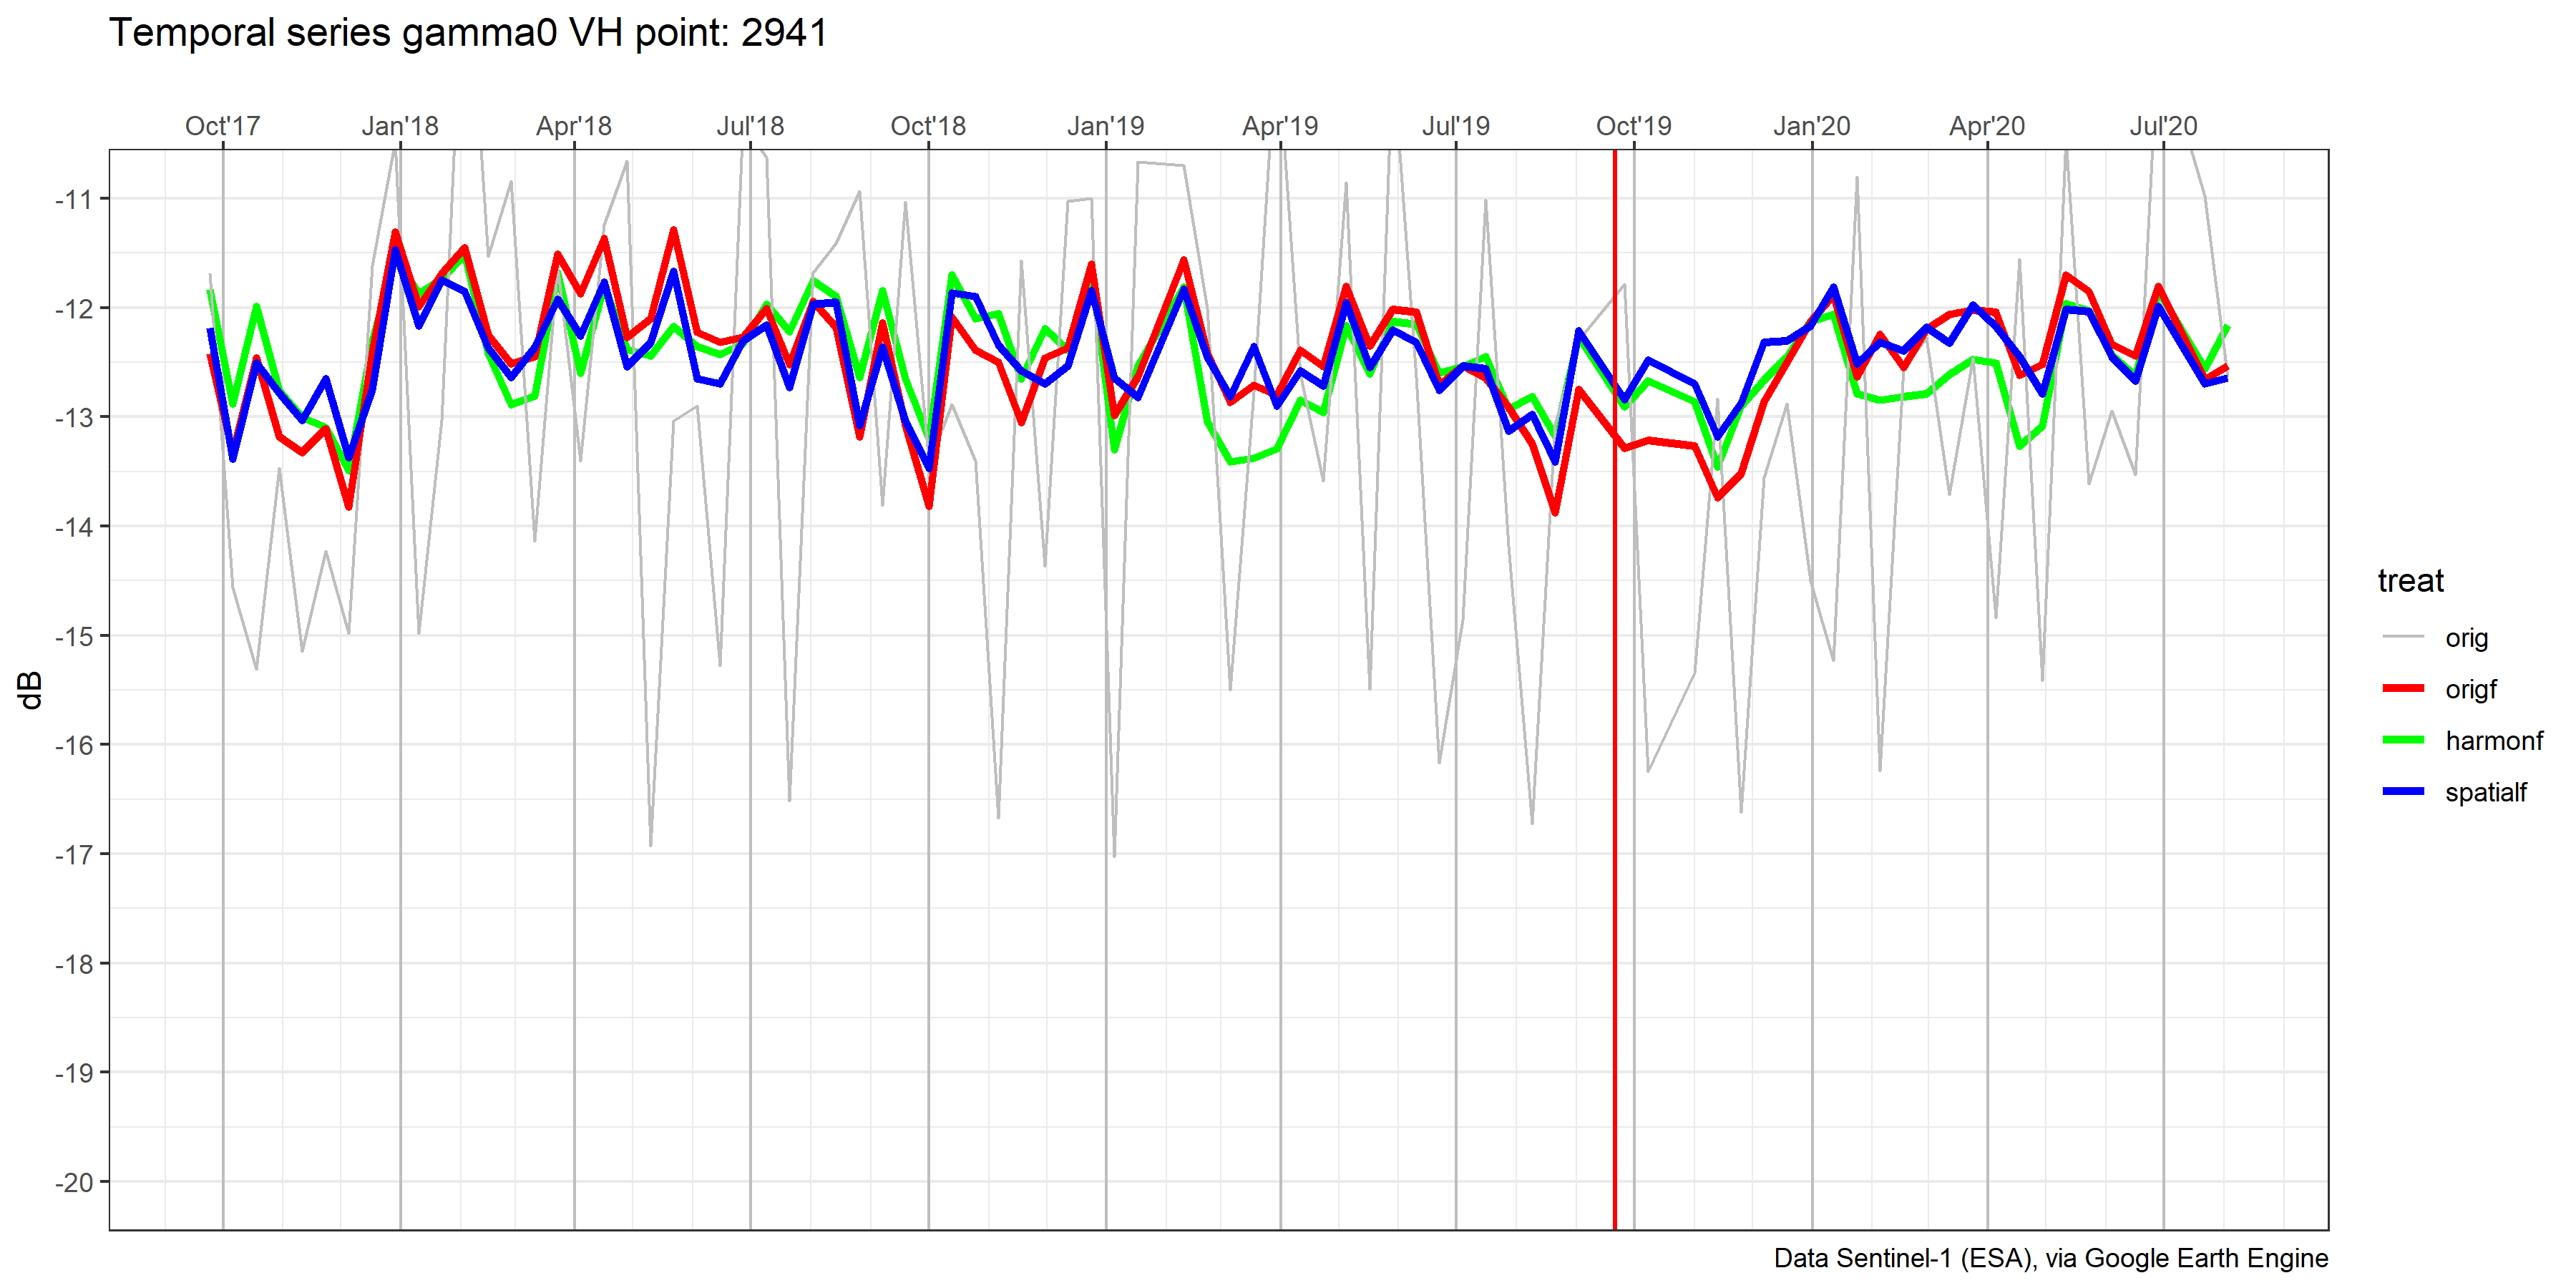 Temporal series gamma0 VH point: 2941
Oct'17 Jan'18 Apr'18 Jul'18 Oct'18 Jan'19 Apr'19 Jul'19 Oct'19 Jan'20 Apr'20 Jul'20
-11
-12
-13
-14
-15
-16
-17
-18
-19
-20
dB
treat
orig
origf
harmonf
spatialf
Data Sentinel-1 (ESA), via Google Earth Engine